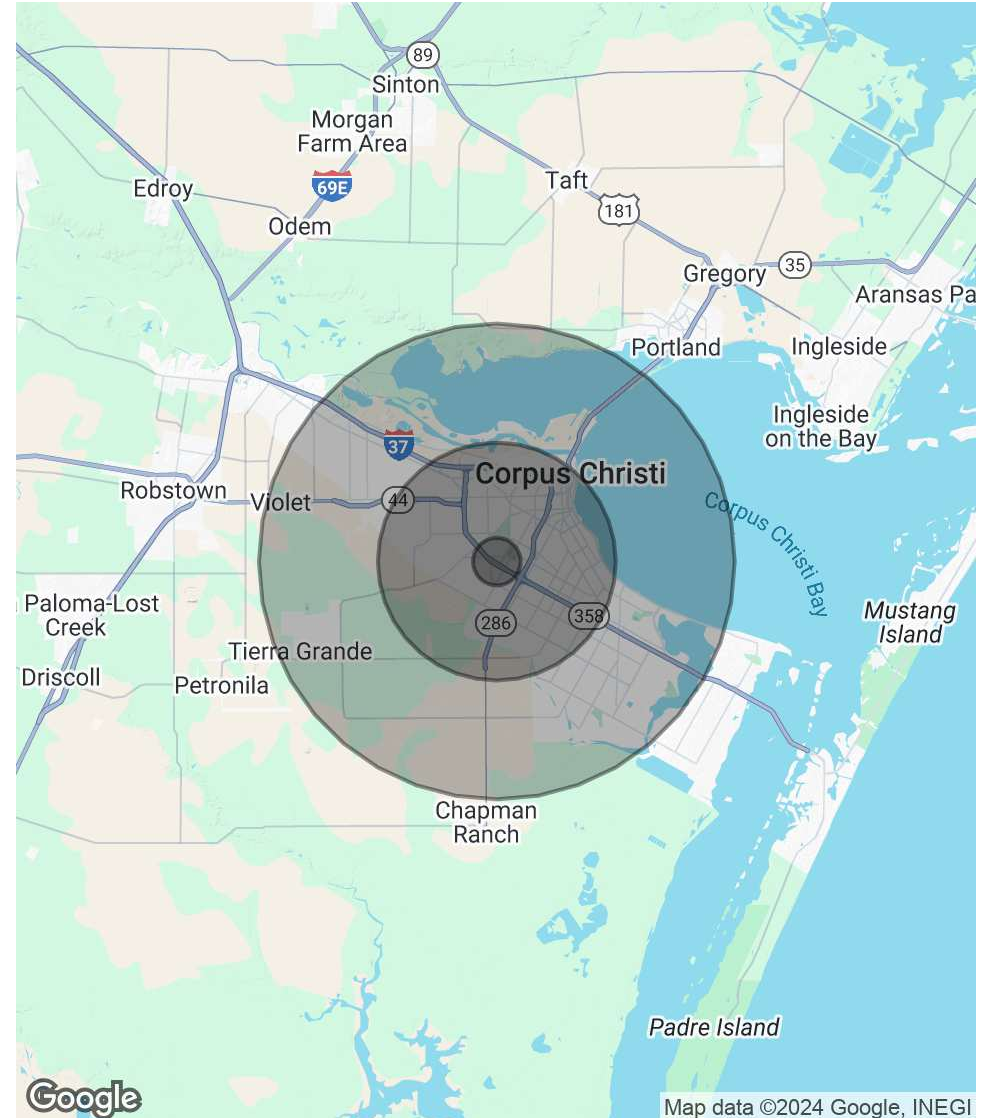 89
Sinton
Morgan
Farm Area
Edroy
69E
Taft
181
Odem
Gregory
35
Aransas Pa
Portland
Ingleside
Ingleside
on the Bay
37
Corpus Christi
Robstown
Violet
44
Corpus Christi Bay
Paloma-Lost
Creek
286
358
Mustang
Island
Tierra Grande
Driscoll
Petronila
Chapman
Ranch
Padre Island
Google
Map data ©2024 Google, INEGI